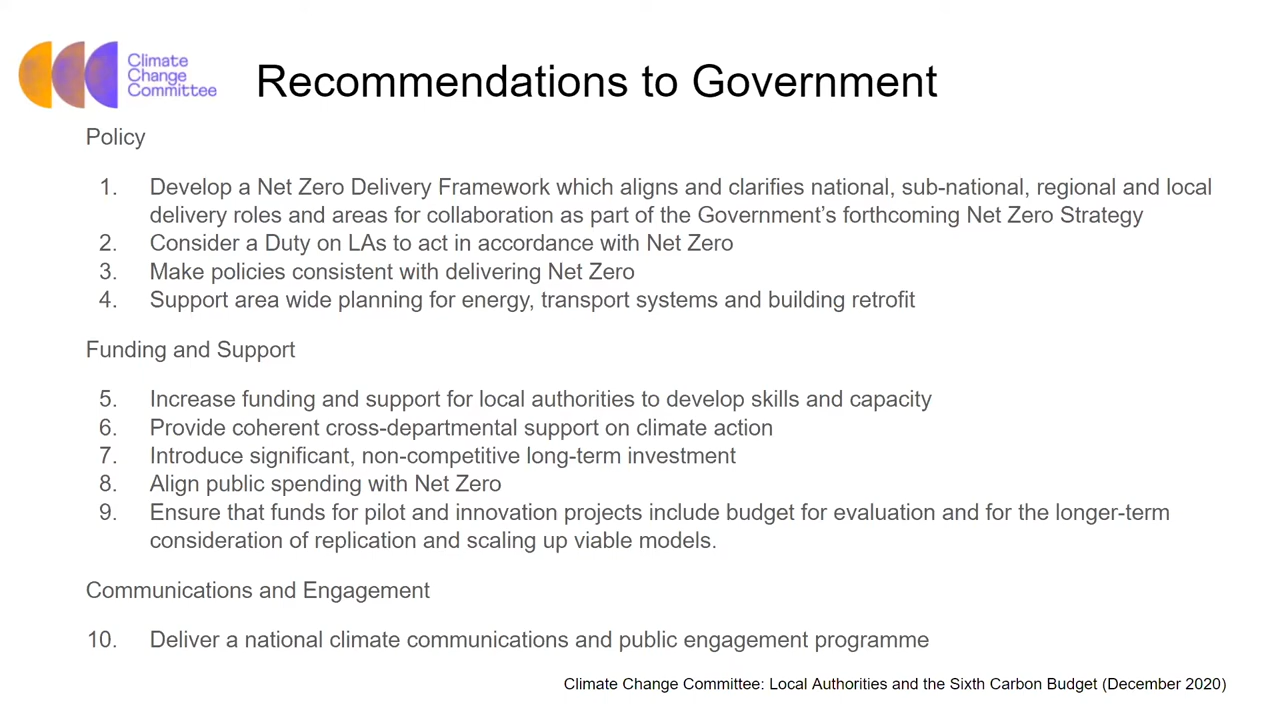 Climate
Change
Committee
Recommendations to Government
Policy
1. Develop a Net Zero Delivery Framework which aligns and clarifies national, sub-national, regional and local
delivery roles and areas for collaboration as part of the Government's forthcoming Net Zero Strategy
2. Consider a Duty on LAs to act in accordance with Net Zero
3. Make policies consistent with delivering Net Zero
4. Support area wide planning for energy, transport systems and building retrofit
Funding and Support
5. Increase funding and support for local authorities to develop skills and capacity
6. Provide coherent cross-departmental support on climate action
7. Introduce significant, non-competitive long-term investment
8. Align public spending with Net Zero
9. Ensure that funds for pilot and innovation projects include budget for evaluation and for the longer-term
consideration of replication and scaling up viable models.
Communications and Engagement
10. Deliver a national climate communications and public engagement programme
Climate Change Committee: Local Authorities and the Sixth Carbon Budget (December 2020)